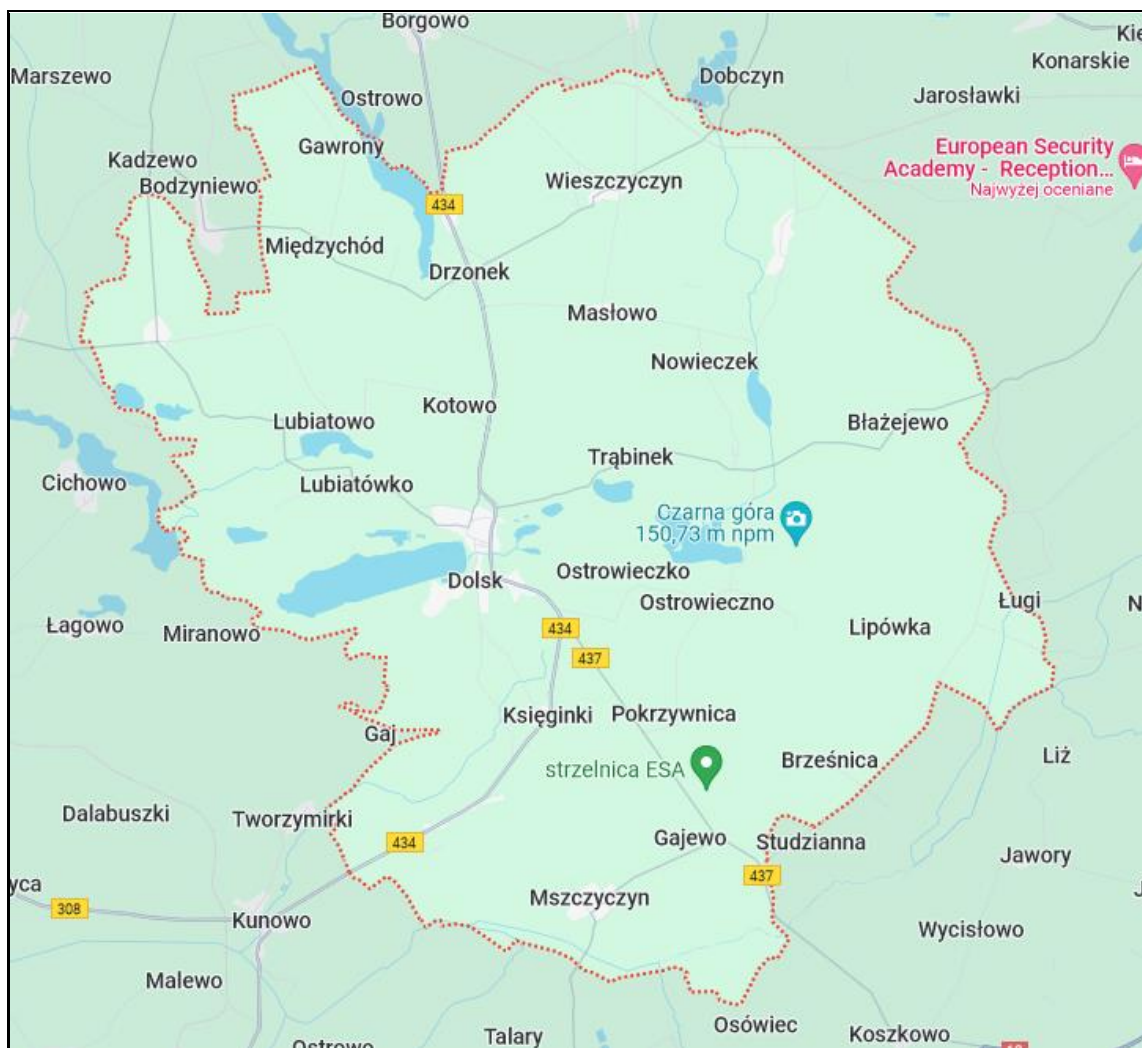 Borgowo
Kie
Konarskie
Marszewo
Dobczyn
Ostrowo
Jarosławki
Gawrony
European Security
Academy - Reception...
Najwyżej oceniane
Kadzewo
Bodzyniewo
Wieszczyczyn
434
Międzychód
Drzonek
Masłowo
Nowieczek
Kotowo
Lubiatowo
Błażejewo
Trąbinek
Cichowo
Lubiatówko
Czarna góra
150,73 m npm
Dolsk
Ostrowieczko
Ostrowieczno
Ługi
N
Łagowo
Miranowo
434
Lipówka
437
Księginki
Pokrzywnica
Gaj
Brześnica
Liż
strzelnica ESA
Dalabuszki
Tworzymirki
434
Gajewo
Studzianna
Jawory
yca
437
J
308
Mszczyczyn
Kunowo
Wycisłowo
Malewo
Osówiec
Talary
Koszkowo
Ostrowo